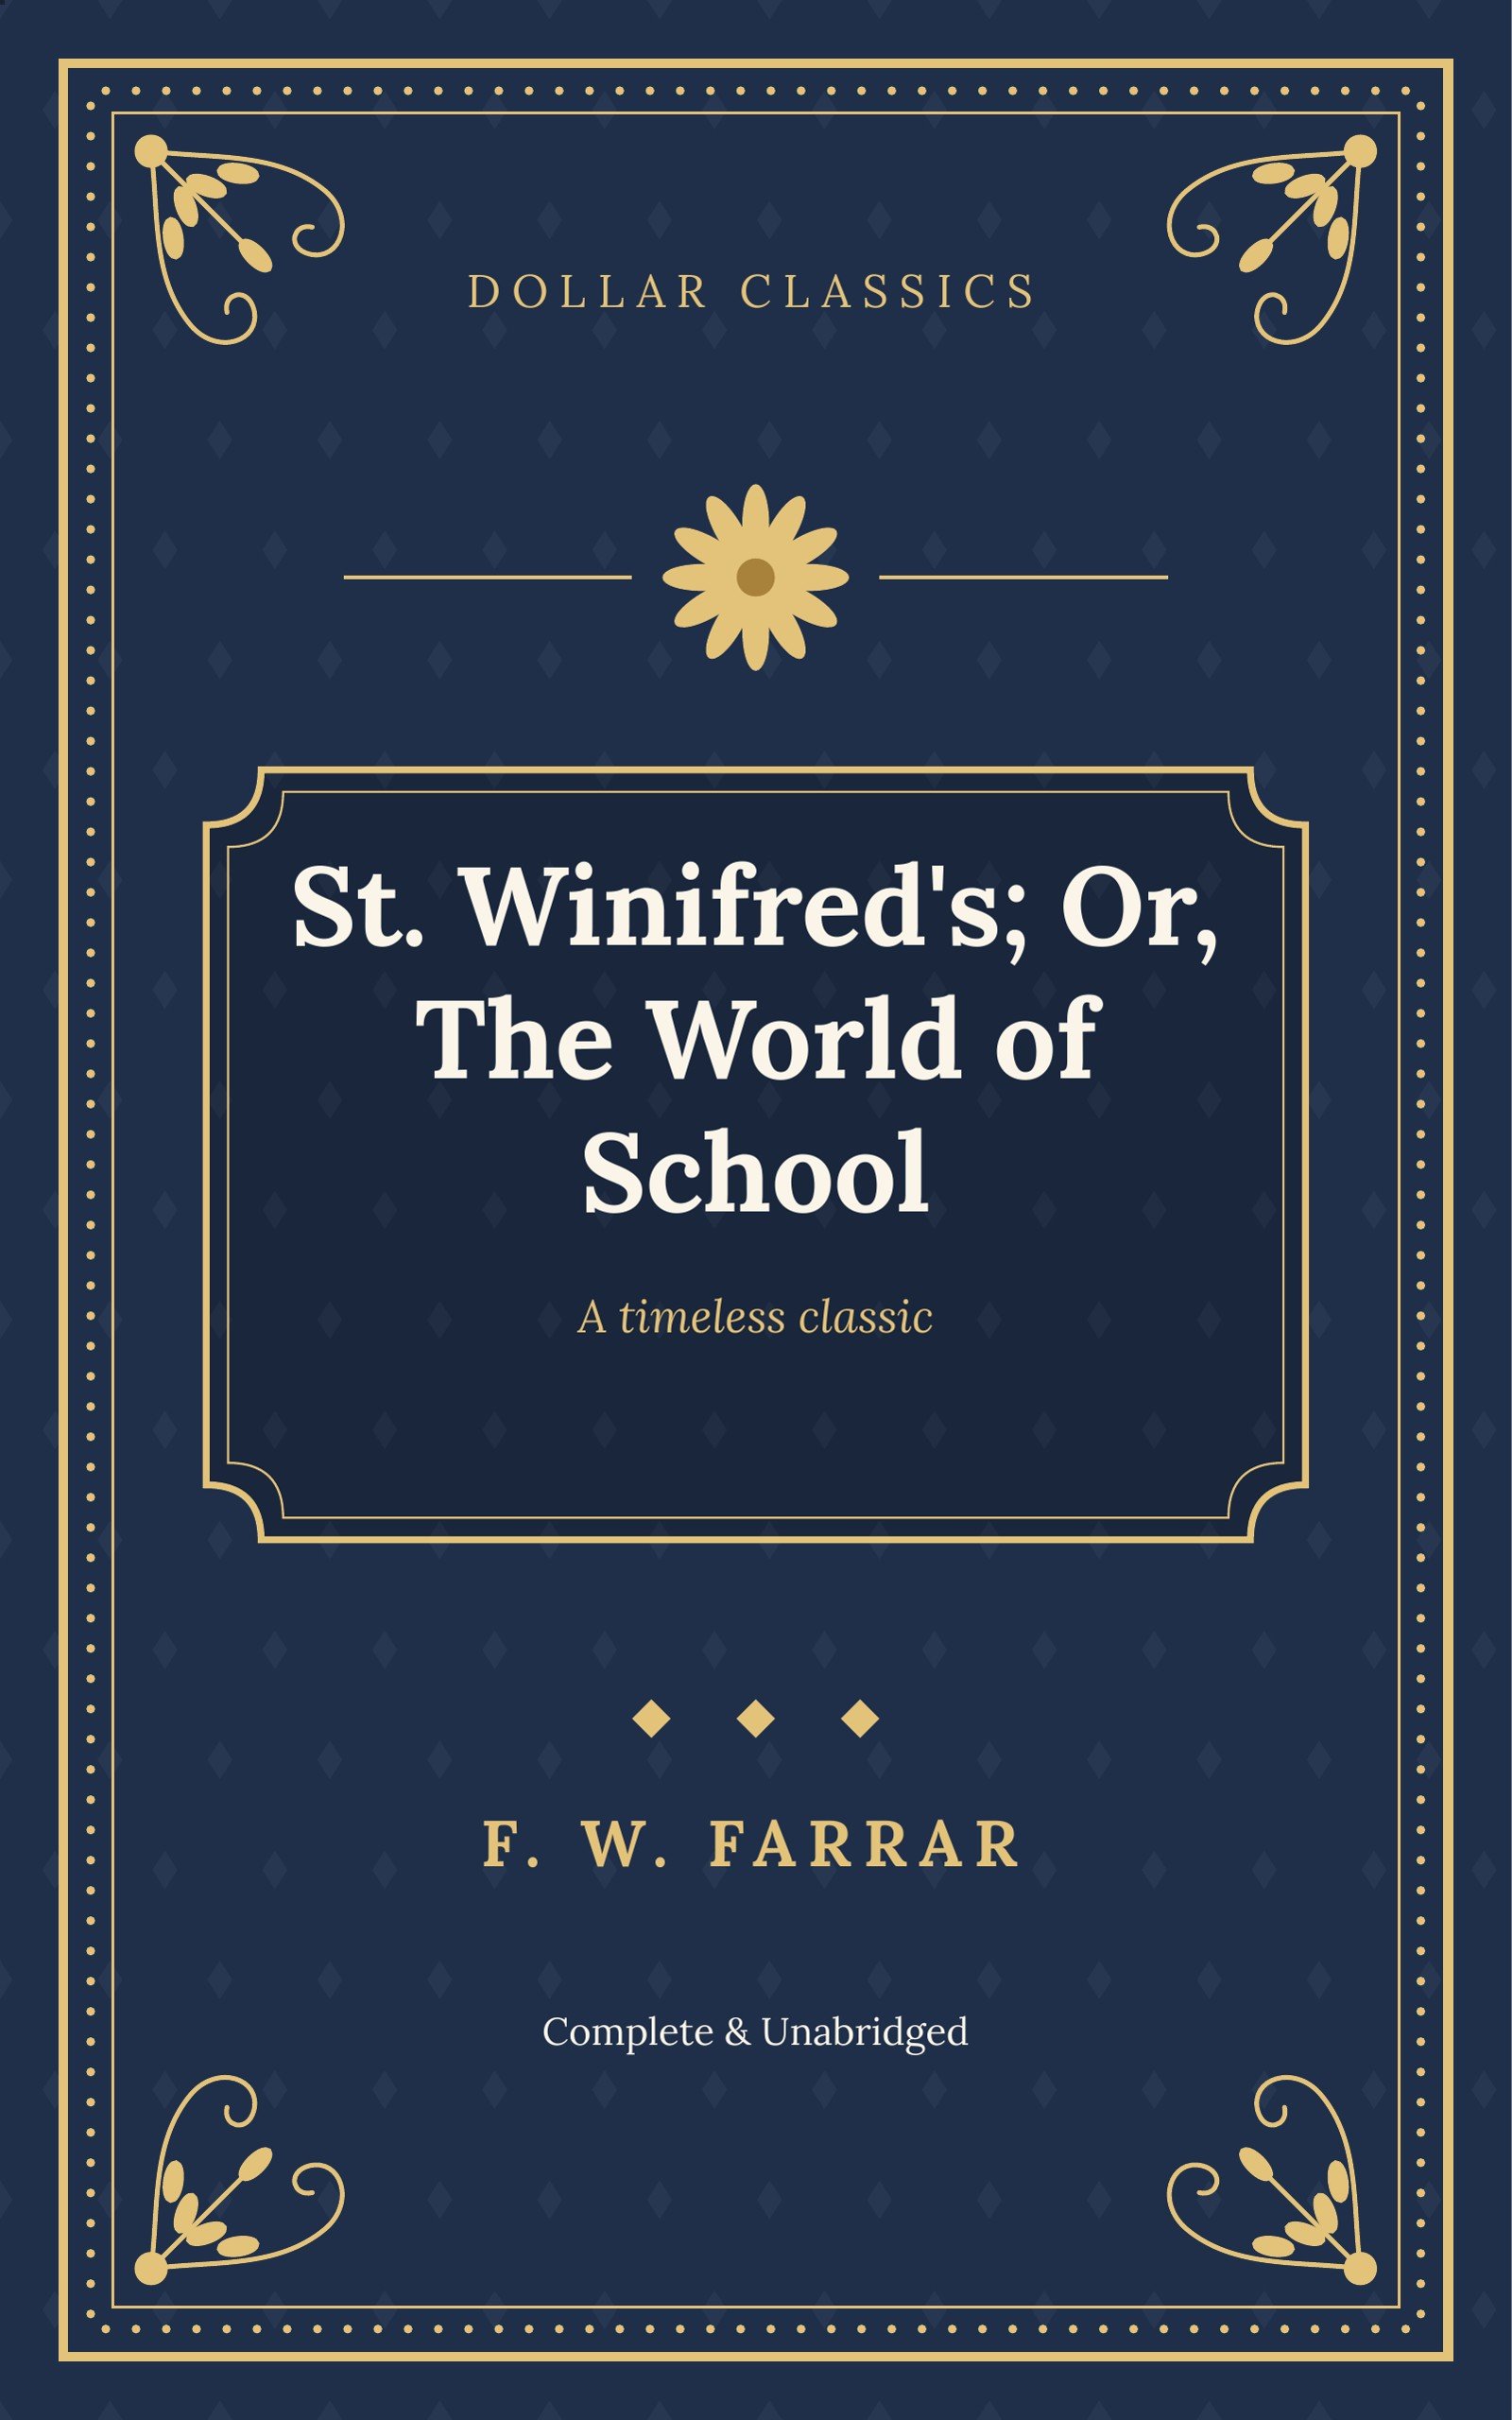 DOLLAR CLASSICS
St. Winifred's; Or,
The World of
School
A timeless classic
F. W. FARRAR
Complete & Unabridged